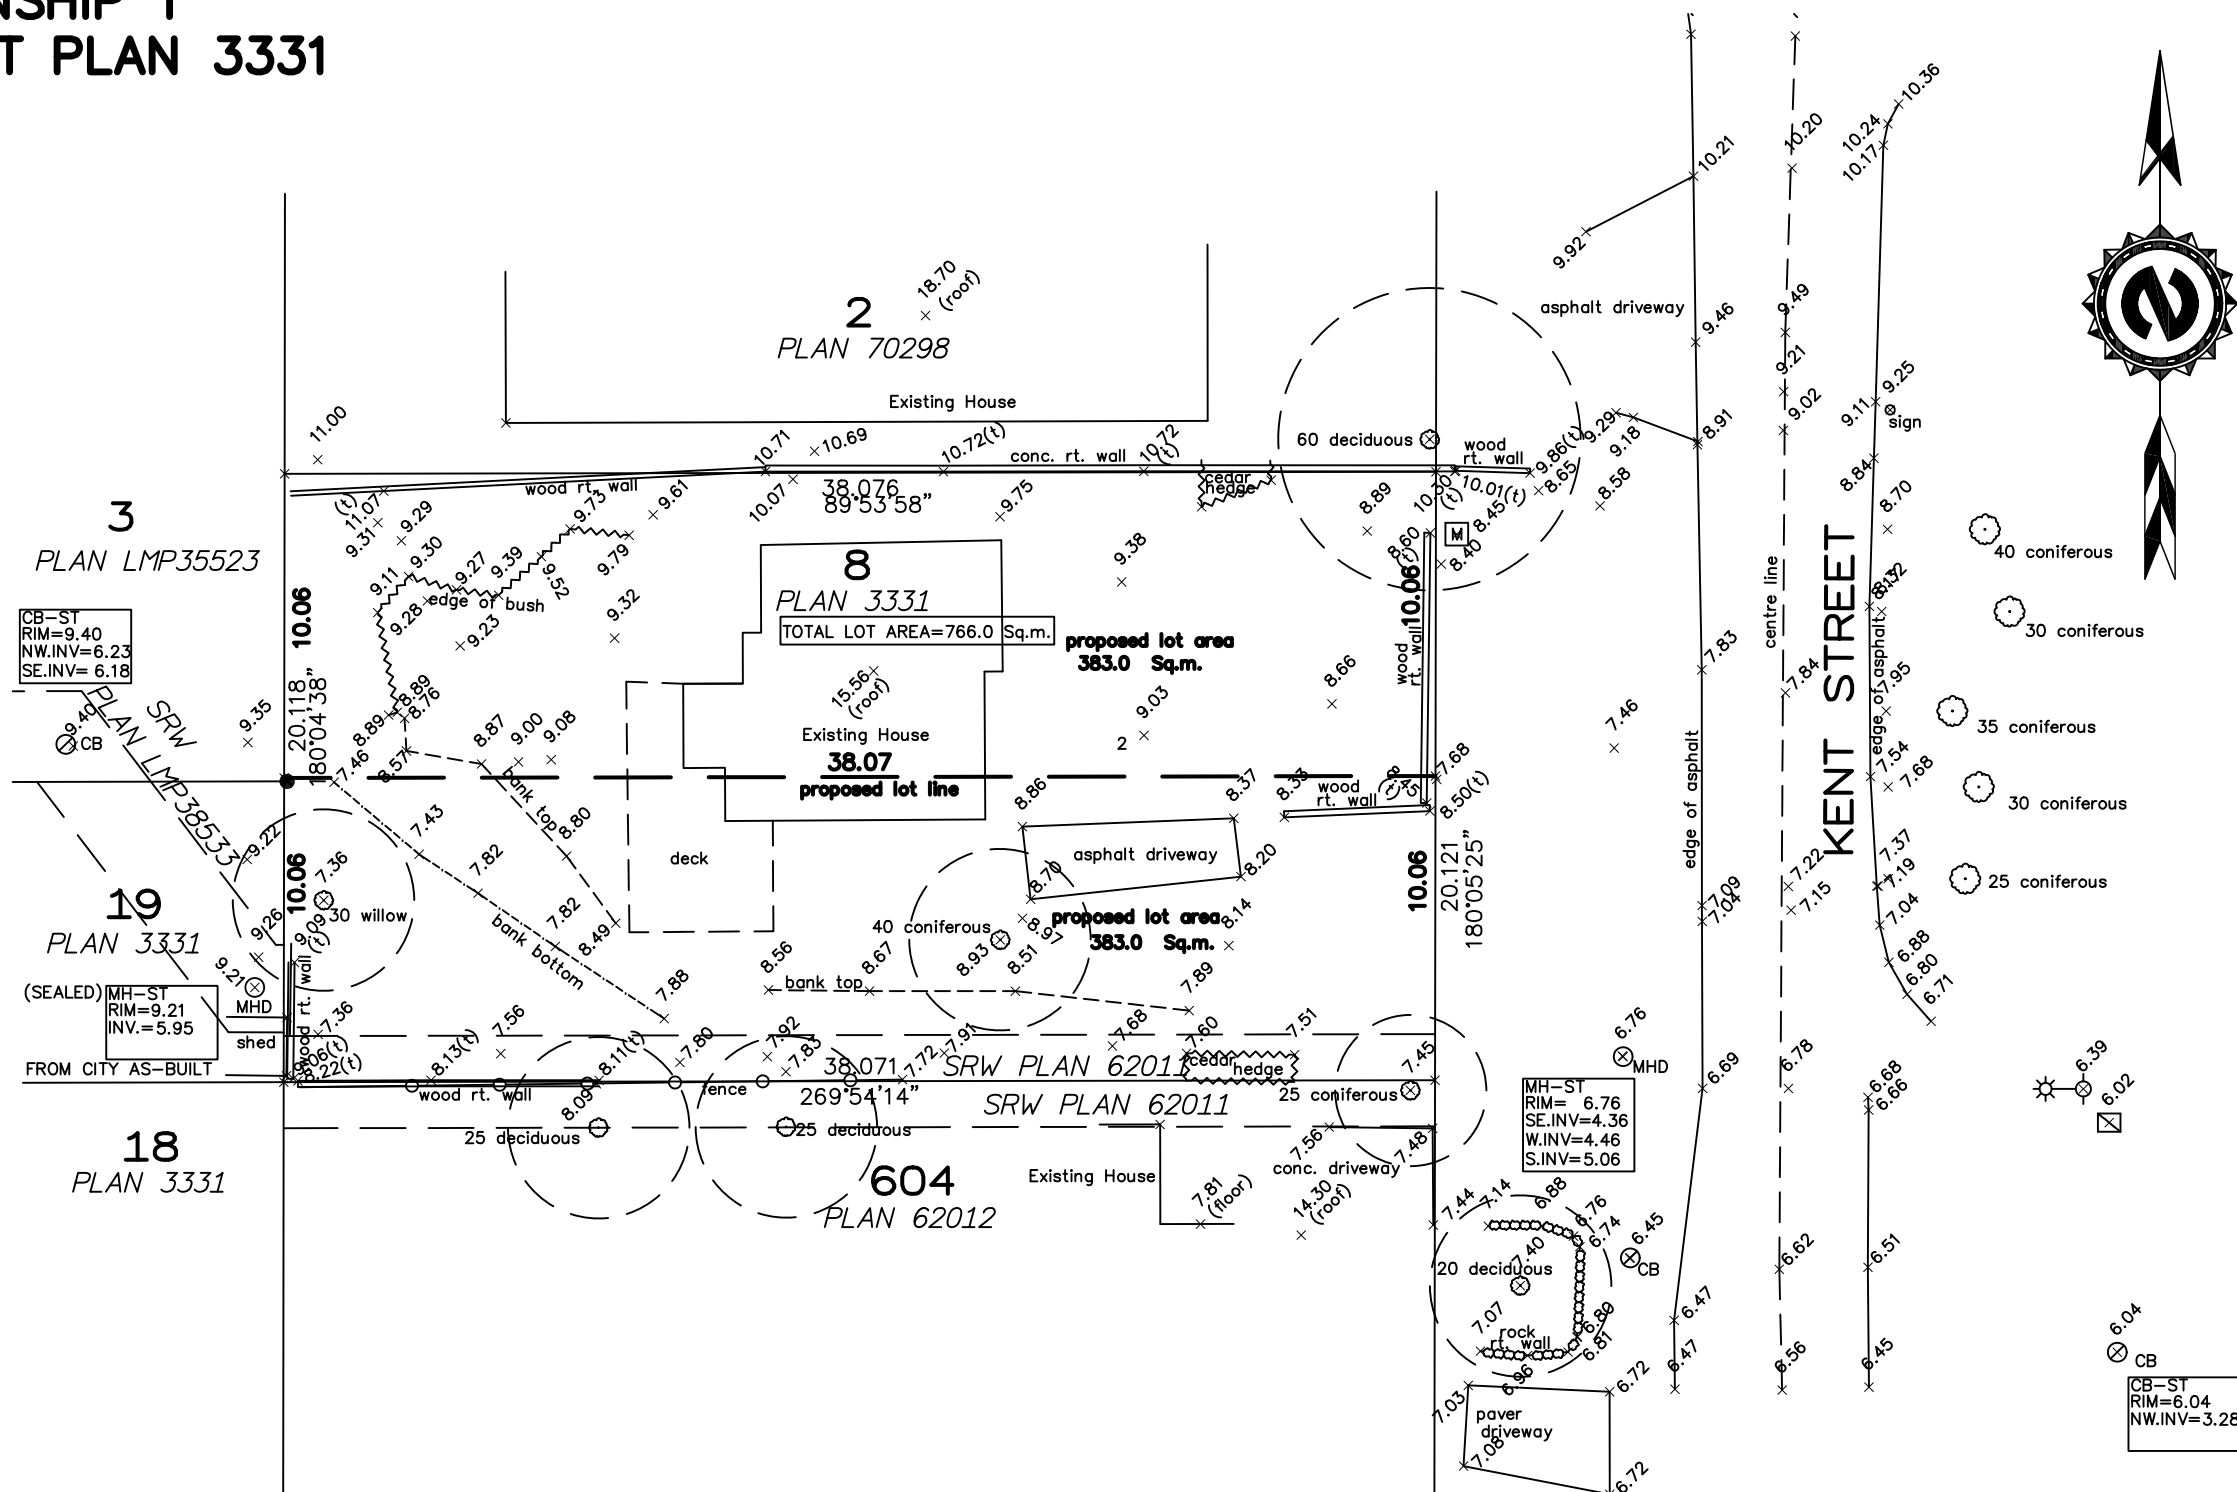 NSHIP 1
T PLAN 3331
10.36
10.24
10.17
10.20
10.21
9.92
asphalt driveway
9.46
9.49
9.21
9.02
9.25
9.11
sign
8.91
9.29
9.18
8.84
8.70
2
PLAN 70298
18.70
(roof)
Existing House
11.00
10.71
10.69
10.72(t)
10.72
(t)
conc. rt. wall
60 deciduous
wood
rt. wall
9.86(t)
8.65
8.58
10.01(t)
8.45
10.30
(t)
8.89
8.60
(t)
8.40
M
cedar
hedge
wood rt. wall
(t)
11.07
9.31
9.29
9.30
9.73
9.61
10.07
38.076
89°53'58"
9.75
9.11
9.27
9.39
9.52
9.79
9.28
edge of bush
9.23
9.32
3
PLAN LMP35523
CB-ST
RIM=9.40
NW.INV=6.23
SE.INV= 6.18
10.06
20.118
180°04'38"
8
PLAN 3331
TOTAL LOT AREA=766.0 Sq.m.
9.38
proposed lot area
383.0 Sq.m.
15.56
(roof)
Existing House
38.07
proposed lot line
9.03
2
8.66
10.06
wood
rt. wall
7.83
7.84
7.46
centre line
edge of asphalt
edge of asphalt
KENT STREET
8.32
7.95
7.54
7.68
40 coniferous
30 coniferous
35 coniferous
30 coniferous
25 coniferous
SRW
PLAN LMP38533
9.40
CB
9.35
8.89
8.89
8.76
8.57
7.46
8.87
9.00
9.08
bank top
8.80
7.43
7.82
7.82
8.49
bank bottom
7.88
deck
8.86
8.37
8.33
wood
rt. wall
8.45
(t)
7.68
8.50(t)
asphalt driveway
8.70
8.20
8.14
8.97
proposed lot area
383.0 Sq.m.
40 coniferous
8.93
8.51
8.56
8.67
bank top
7.89
10.06
20.121
180°05'25"
7.09
7.04
7.22
7.15
7.37
7.19
7.04
6.88
6.80
6.71
9.22
7.36
10.06
30 willow
19
PLAN 3331
9.26
9.09
(t)
9.21
MHD
(SEALED)
MH-ST
RIM=9.21
INV.=5.95
shed
wood rt. wall
7.36
FROM CITY AS-BUILT
9.06(t)
8.22(t)
8.13(t)
7.56
8.11(t)
7.80
7.92
7.83
7.72
7.91
7.68
7.60
7.51
7.45
38.071
269°54'14"
SRW PLAN 62011
SRW PLAN 62011
cedar
hedge
wood rt. wall
fence
8.09
25 deciduous
25 deciduous
25 coniferous
18
PLAN 3331
604
PLAN 62012
Existing House
7.81
(floor)
14.30
(roof)
7.56
7.48
conc. driveway
7.44
6.76
MHD
MH-ST
RIM= 6.76
SE.INV=4.36
W.INV=4.46
S.INV=5.06
6.69
6.78
6.68
6.66
6.39
6.02
7.14
6.88
6.76
6.74
7.40
20 deciduous
6.45
CB
6.62
6.51
7.07
rock
rt. wall
6.80
6.81
6.96
6.47
6.47
6.56
6.45
6.04
CB
CB-ST
RIM=6.04
NW.INV=3.28
7.03
6.72
paver
driveway
7.08
6.72